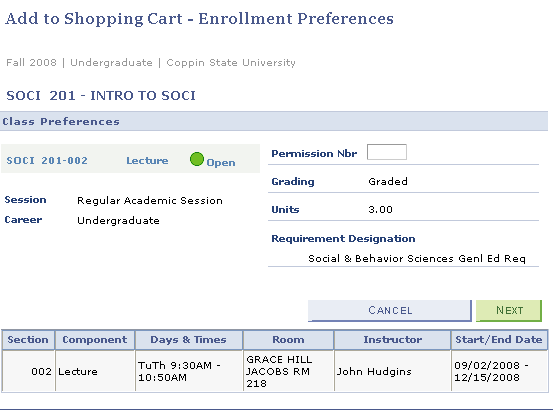 Add to Shopping Cart - Enrollment Preferences
Fall 2008 | Undergraduate | Coppin State University
SOCI 201 - INTRO TO SOCI
Class Preferences
SOCI 201-002 Lecture Open
Permission Nbr
Grading Graded
Session Regular Academic Session
Units 3.00
Career Undergraduate
Requirement Designation
Social & Behavior Sciences Genl Ed Req
CANCEL NEXT
Section Component Days & Times Room Instructor Start/End Date
002 Lecture TuTh 9:30AM - 10:50AM GRACE HILL JACOBS RM 218 John Hudgins 09/02/2008 - 12/15/2008